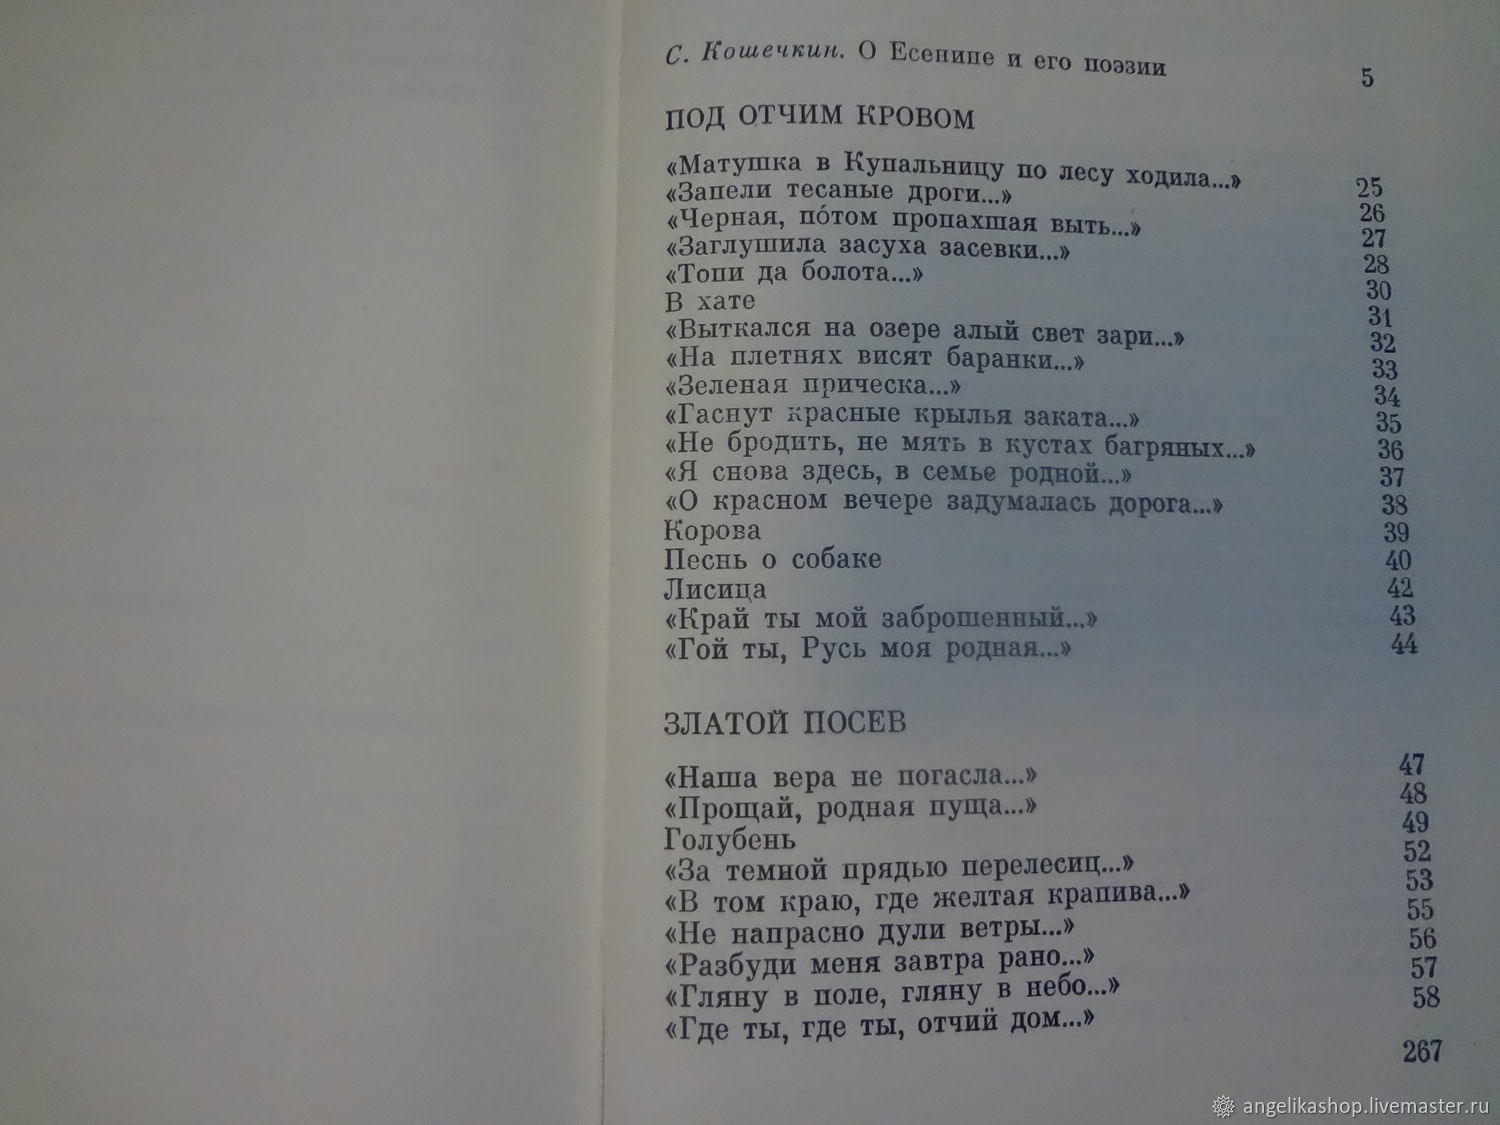 С. Кошечкин. О Есенине и его поэзии 5
ПОД ОТЧИМ КРОВОМ
«Матушка в Купальницу по лесу ходила...» 25
«Запели тесаные дроги...» 26
«Черная, по́том пропахшая выть...» 27
«Заглушила засуха засевки...» 28
«Топи да болота...» 30
В хате 31
«Выткался на озере алый свет зари...» 32
«На плетнях висят баранки...» 33
«Зеленая прическа...» 34
«Гаснут красные крылья заката...» 35
«Не бродить, не мять в кустах багряных...» 36
«Я снова здесь, в семье родной...» 37
«О красном вечере задумалась дорога...» 38
Корова 39
Песнь о собаке 40
Лисица 42
«Край ты мой заброшенный...» 43
«Гой ты, Русь моя родная...» 44
ЗЛАТОЙ ПОСЕВ
«Наша вера не погасла...» 47
«Прощай, родная пуща...» 48
Голубень 49
«За темной прядью перелесиц...» 52
«В том краю, где желтая крапива...» 53
«Не напрасно дули ветры...» 55
«Разбуди меня завтра рано...» 56
«Гляну в поле, гляну в небо...» 57
«Где ты, где ты, отчий дом...» 58
267
angelikashop.livemaster.ru